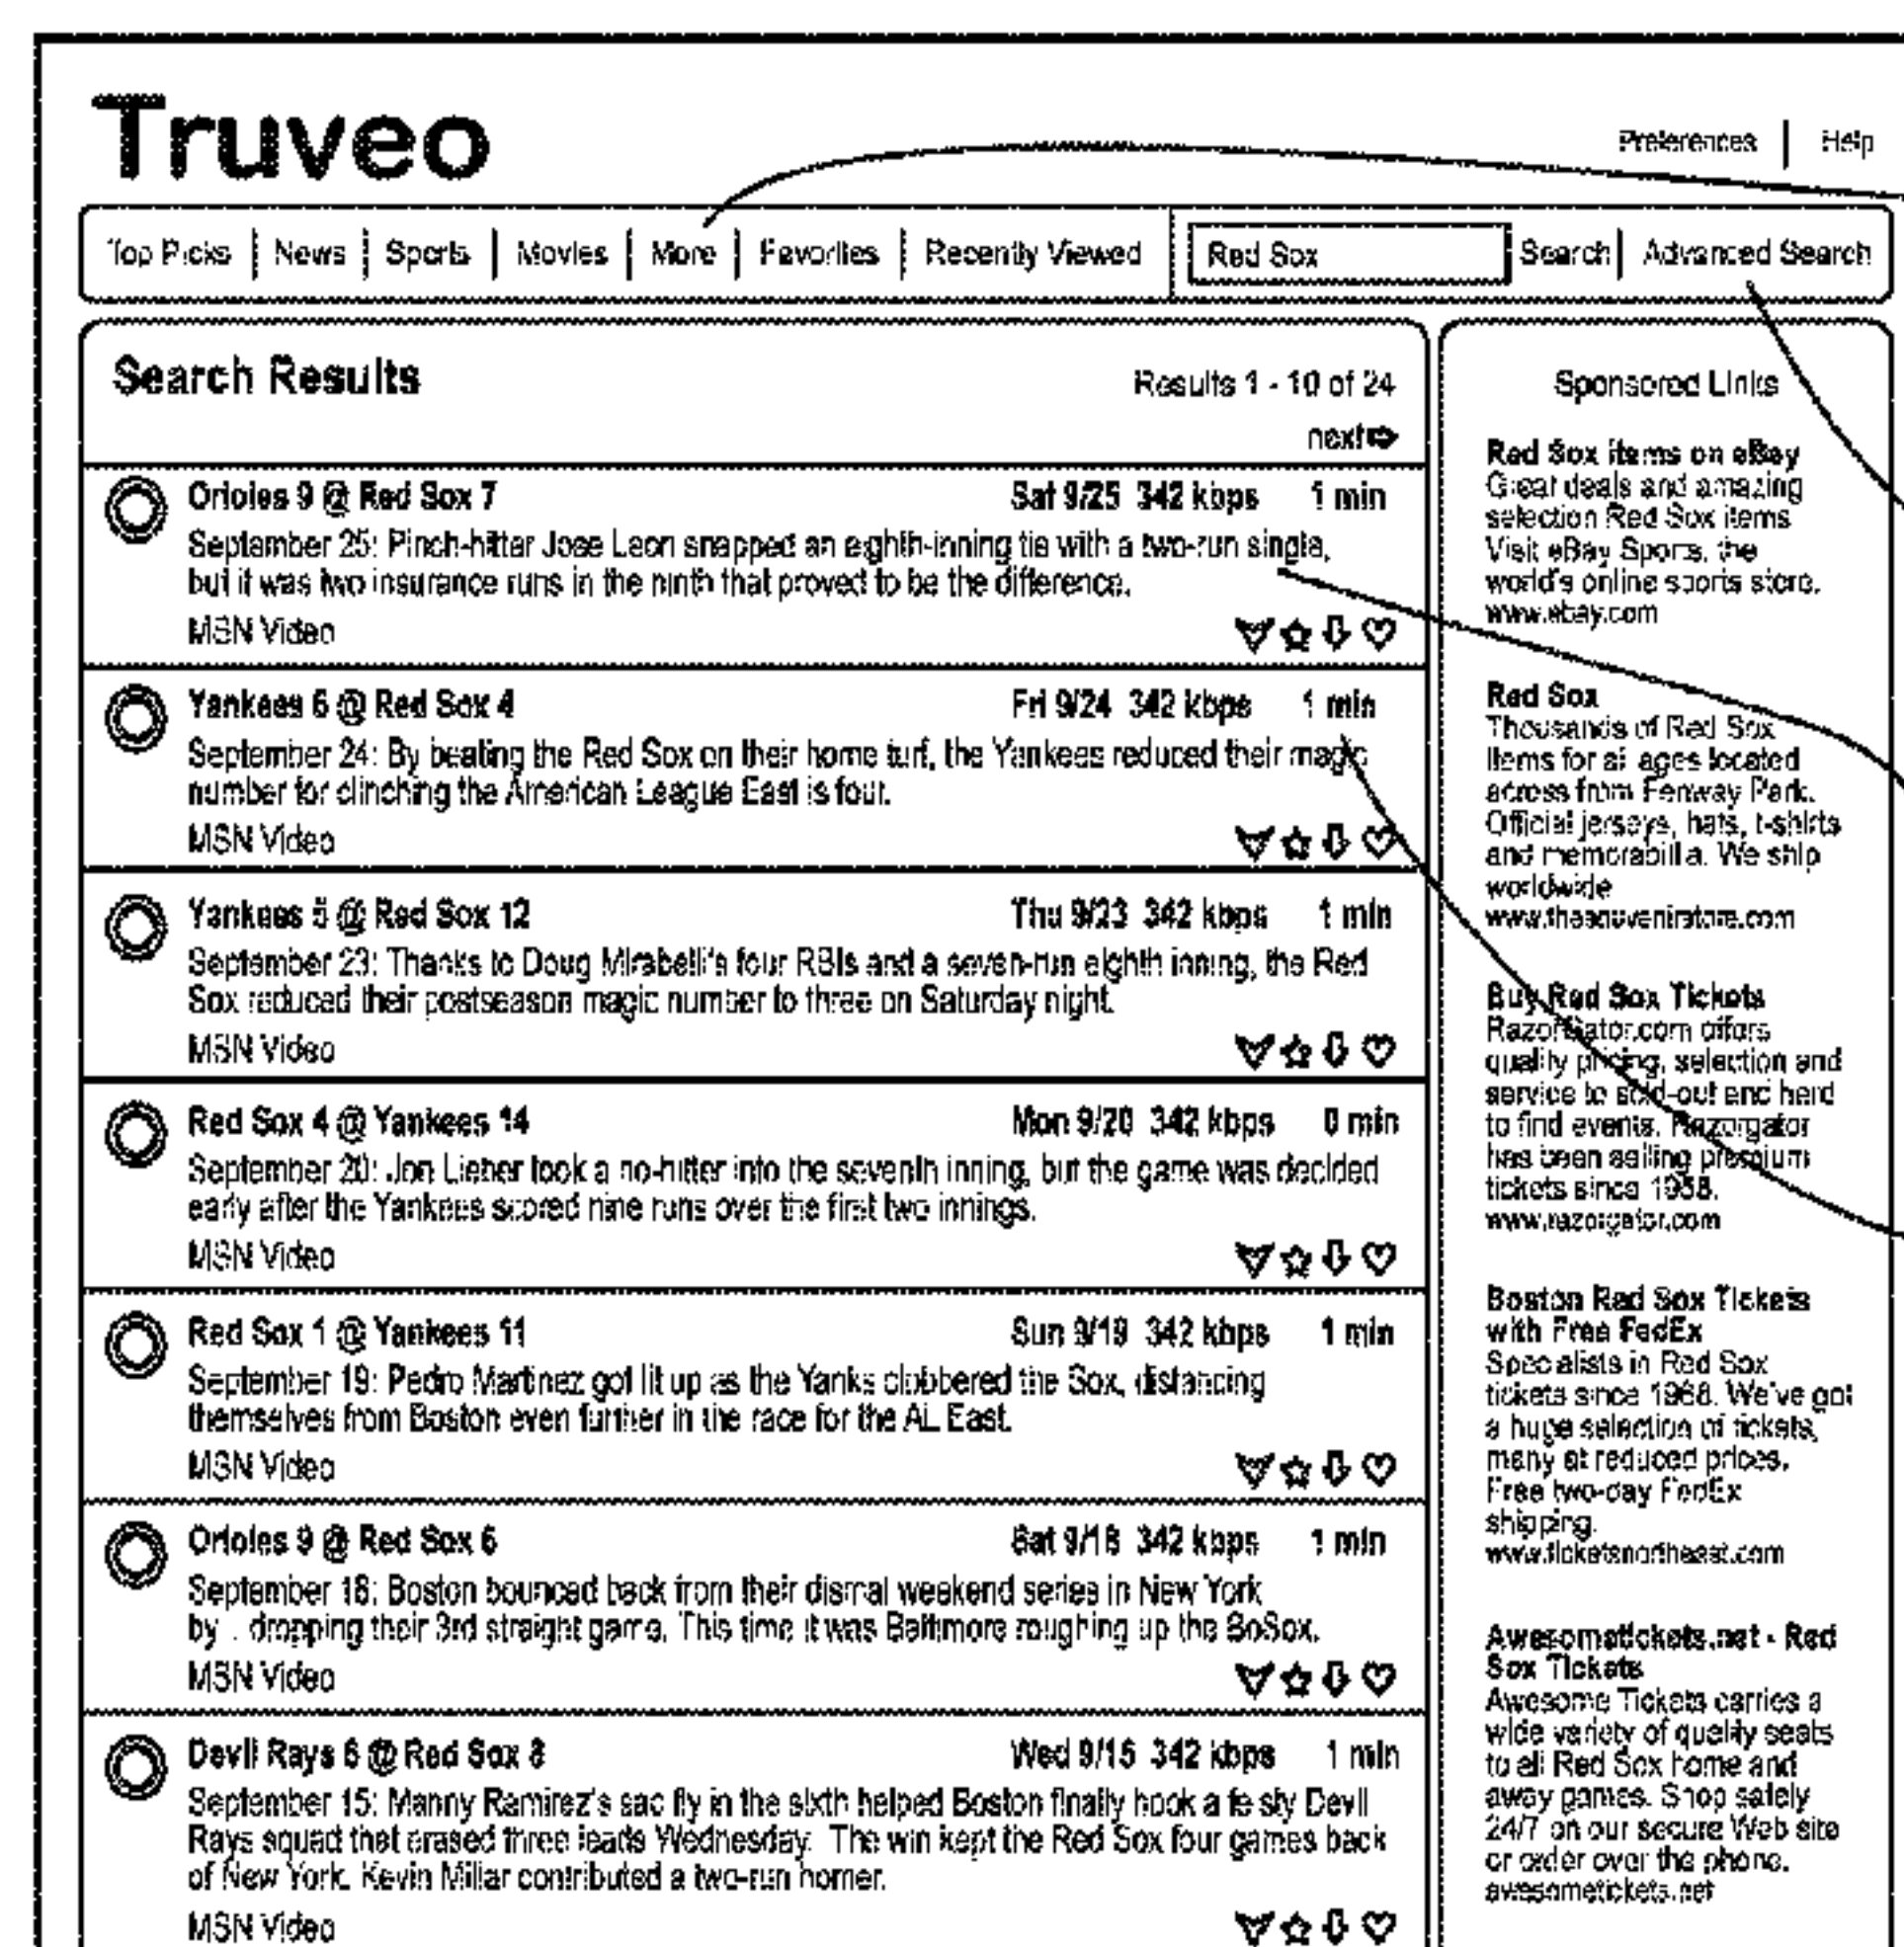 Truveo
Preferences | Help
Top Picks | News | Sports | Movies | More | Favorites | Recently Viewed
Red Sox
Search | Advanced Search
Search Results
Results 1 - 10 of 24
next
Orioles 9 @ Red Sox 7 Sat 9/25 342 kbps 1 min
September 25: Pinch-hitter Jose Leon snapped an eighth-inning tie with a two-run single,
but it was two insurance runs in the ninth that proved to be the difference.
MSN Video
Yankees 6 @ Red Sox 4 Fri 9/24 342 kbps 1 min
September 24: By beating the Red Sox on their home turf, the Yankees reduced their magic
number for clinching the American League East is four.
MSN Video
Yankees 5 @ Red Sox 12 Thu 9/23 342 kbps 1 min
September 23: Thanks to Doug Mirabelli's four RBIs and a seven-run eighth inning, the Red
Sox reduced their postseason magic number to three on Saturday night.
MSN Video
Red Sox 4 @ Yankees 14 Mon 9/20 342 kbps 0 min
September 20: Jon Lieber took a no-hitter into the seventh inning, but the game was decided
early after the Yankees scored nine runs over the first two innings.
MSN Video
Red Sox 1 @ Yankees 11 Sun 9/19 342 kbps 1 min
September 19: Pedro Martinez got lit up as the Yanks clobbered the Sox, distancing
themselves from Boston even further in the race for the AL East.
MSN Video
Orioles 9 @ Red Sox 6 Sat 9/18 342 kbps 1 min
September 18: Boston bounced back from their dismal weekend series in New York
by . dropping their 3rd straight game. This time it was Baltimore roughing up the BoSox.
MSN Video
Devil Rays 6 @ Red Sox 8 Wed 9/15 342 kbps 1 min
September 15: Manny Ramirez's sac fly in the sixth helped Boston finally hook a feisty Devil
Rays squad that erased three leads Wednesday. The win kept the Red Sox four games back
of New York. Kevin Millar contributed a two-run homer.
MSN Video
Sponsored Links
Red Sox items on eBay
Great deals and amazing
selection Red Sox items
Visit eBay Sports, the
world's online sports store.
www.ebay.com
Red Sox
Thousands of Red Sox
Items for all ages located
across from Fenway Park.
Official jerseys, hats, t-shirts
and memorabilia. We ship
worldwide
www.thesouvenirstore.com
Buy Red Sox Tickets
RazorGator.com offers
quality pricing, selection and
service to sold-out and hard
to find events. Razorgator
has been selling premium
tickets since
www.razorgator.com
Boston Red Sox Tickets
with Free FedEx
Specialists in Red Sox
tickets since 1968. We've got
a huge selection of tickets,
many at reduced prices.
Free two-day FedEx
shipping.
www.ticketsnortheast.com
Awesometickets.net - Red
Sox Tickets
Awesome Tickets carries a
wide variety of quality seats
to all Red Sox home and
away games. Shop safely
24/7 on our secure Web site
or order over the phone.
awesometickets.net